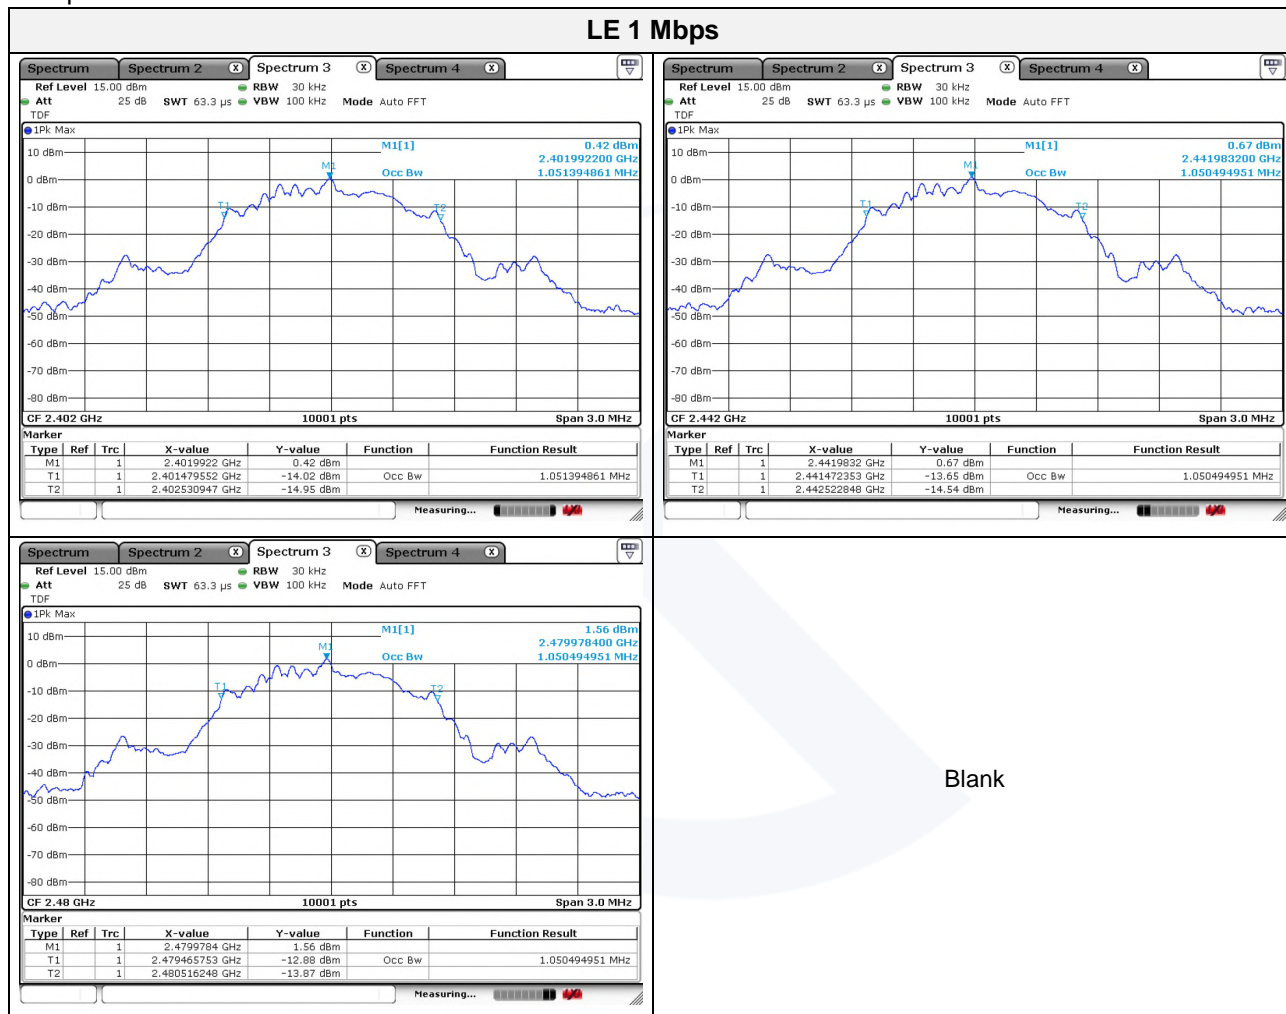 LE 1 Mbps
Spectrum Spectrum 2 X Spectrum 3 X Spectrum 4 X
Ref Level 15.00 dBm RBW 30 kHz
Att 25 dB SWT 63.3 µs VBW 100 kHz Mode Auto FFT
TDF
1Pk Max
M1[1] 0.42 dBm
10 dBm
2.401992200 GHz
M1
Occ Bw 1.051394861 MHz
0 dBm
T1 T2
-10 dBm
-20 dBm
-30 dBm
-40 dBm
-50 dBm
-60 dBm
-70 dBm
-80 dBm
CF 2.402 GHz 10001 pts Span 3.0 MHz
Marker
Type Ref Trc X-value Y-value Function Function Result
M1 1 2.4019922 GHz 0.42 dBm
T1 1 2.401479552 GHz -14.02 dBm Occ Bw 1.051394861 MHz
T2 1 2.402530947 GHz -14.95 dBm
Measuring...
Spectrum Spectrum 2 X Spectrum 3 X Spectrum 4 X
Ref Level 15.00 dBm RBW 30 kHz
Att 25 dB SWT 63.3 µs VBW 100 kHz Mode Auto FFT
TDF
1Pk Max
M1[1] 0.67 dBm
10 dBm
2.441983200 GHz
M1
Occ Bw 1.050494951 MHz
0 dBm
T1 T2
-10 dBm
-20 dBm
-30 dBm
-40 dBm
-50 dBm
-60 dBm
-70 dBm
-80 dBm
CF 2.442 GHz 10001 pts Span 3.0 MHz
Marker
Type Ref Trc X-value Y-value Function Function Result
M1 1 2.4419832 GHz 0.67 dBm
T1 1 2.441472353 GHz -13.65 dBm Occ Bw 1.050494951 MHz
T2 1 2.442522848 GHz -14.54 dBm
Measuring...
Spectrum Spectrum 2 X Spectrum 3 X Spectrum 4 X
Ref Level 15.00 dBm RBW 30 kHz
Att 25 dB SWT 63.3 µs VBW 100 kHz Mode Auto FFT
TDF
1Pk Max
M1[1] 1.56 dBm
10 dBm
2.479978400 GHz
M1
Occ Bw 1.050494951 MHz
0 dBm
T1 T2
-10 dBm
-20 dBm
-30 dBm
-40 dBm
-50 dBm
-60 dBm
-70 dBm
-80 dBm
CF 2.48 GHz 10001 pts Span 3.0 MHz
Marker
Type Ref Trc X-value Y-value Function Function Result
M1 1 2.4799784 GHz 1.56 dBm
T1 1 2.479465753 GHz -12.88 dBm Occ Bw 1.050494951 MHz
T2 1 2.480516248 GHz -13.87 dBm
Measuring...
Blank